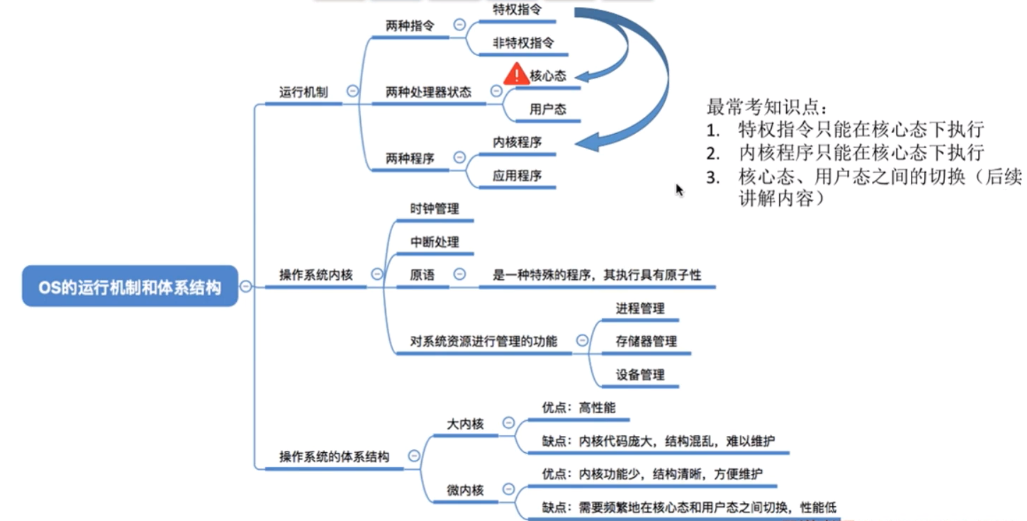 特权指令
两种指令
非特权指令
核心态
运行机制
两种处理器状态
用户态
内核程序
两种程序
应用程序
最常考知识点：
1. 特权指令只能在核心态下执行
2. 内核程序只能在核心态下执行
3. 核心态、用户态之间的切换（后续
讲解内容）
时钟管理
中断处理
操作系统内核
原语
是一种特殊的程序，其执行具有原子性
OS的运行机制和体系结构
进程管理
对系统资源进行管理的功能
存储器管理
设备管理
优点：高性能
大内核
缺点：内核代码庞大，结构混乱，难以维护
操作系统的体系结构
优点：内核功能少，结构清晰，方便维护
微内核
缺点：需要频繁地在核心态和用户态之间切换，性能低